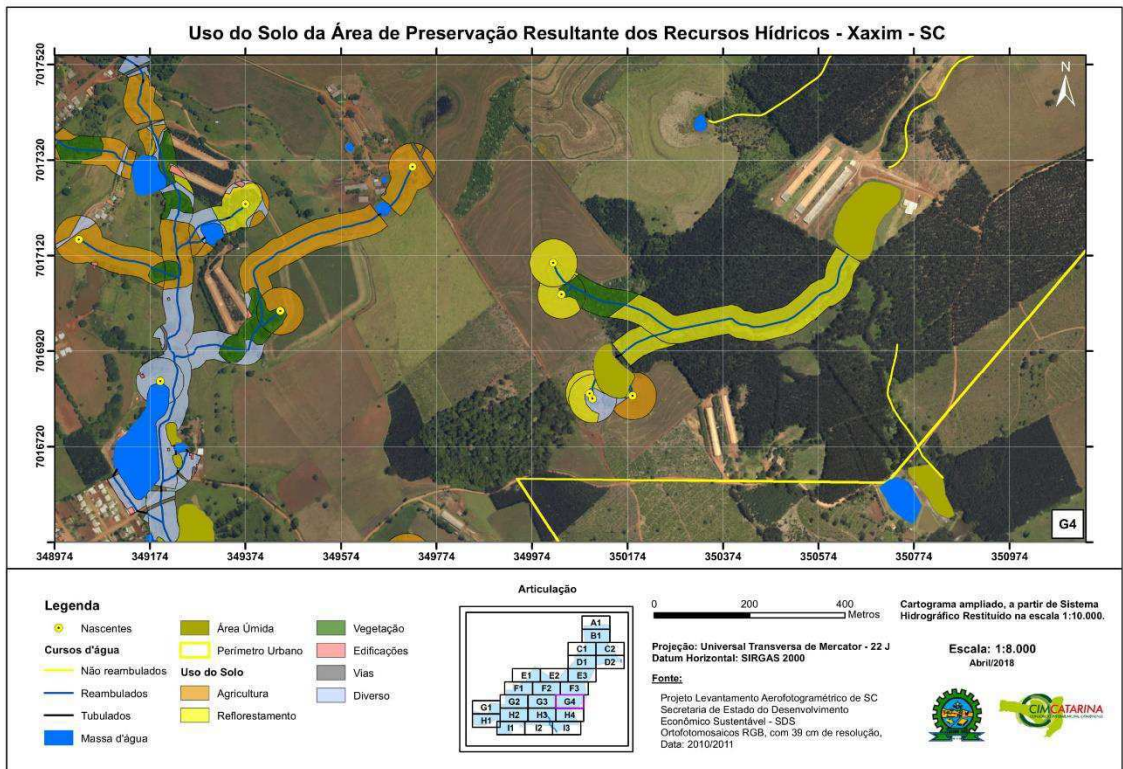 Uso do Solo da Área de Preservação Resultante dos Recursos Hídricos - Xaxim - SC
7017520
7017320
7017120
7016920
7016720
7017520
7017320
7017120
7016920
7016720
N
G4
348974
349174
349374
349574
349774
349974
350174
350374
350574
350774
350974
Legenda
Nascentes
Cursos d'água
Não reambulados
Reambulados
Tubulados
Massa d'água
Área Úmida
Perímetro Urbano
Uso do Solo
Agricultura
Reflorestamento
Vegetação
Edificações
Vias
Diverso
Articulação
A1
B1
C1 C2
D1 D2
E1 E2 E3
F1 F2 F3
G1 G2 G3 G4
H1 H2 H3 H4
I1 I2 I3
0 200 400
Metros
Projeção: Universal Transversa de Mercator - 22 J
Datum Horizontal: SIRGAS 2000
Fonte:
Projeto Levantamento Aerofotogramétrico de SC
Secretaria de Estado do Desenvolvimento
Econômico Sustentável - SDS
Ortofotomosaicos RGB, com 39 cm de resolução,
Data: 2010/2011
Cartograma ampliado, a partir de Sistema
Hidrográfico Restituído na escala 1:10.000.
Escala: 1:8.000
Abril/2018
CIMCATARINA